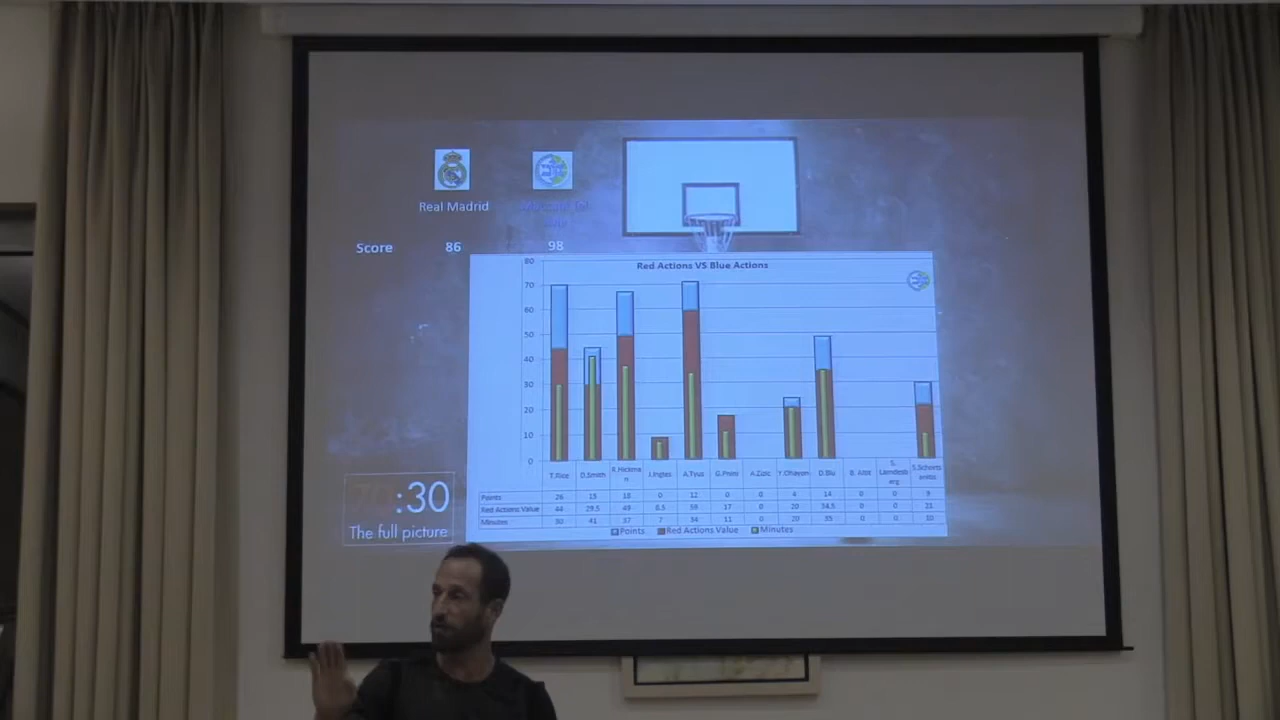 Real Madrid
Score 86 98
Red Actions VS Blue Actions
80
70
60
50
40
30
20
10
0
T.Rice D.Smith R.Hickman J.Ingles A.Tyus G.Pnini A.Zizic Y.Ohayon D.Blu S.
Points 26 15 18 0 12 0 0 4 14 0 0 9
Red Actions Value 44 29.5 49 8.5 59 17 0 20 34.5 0 0 21
Minutes 30 41 37 7 34 11 0 20 35 0 0 10
Points Red Actions Value Minutes
:30
The full picture